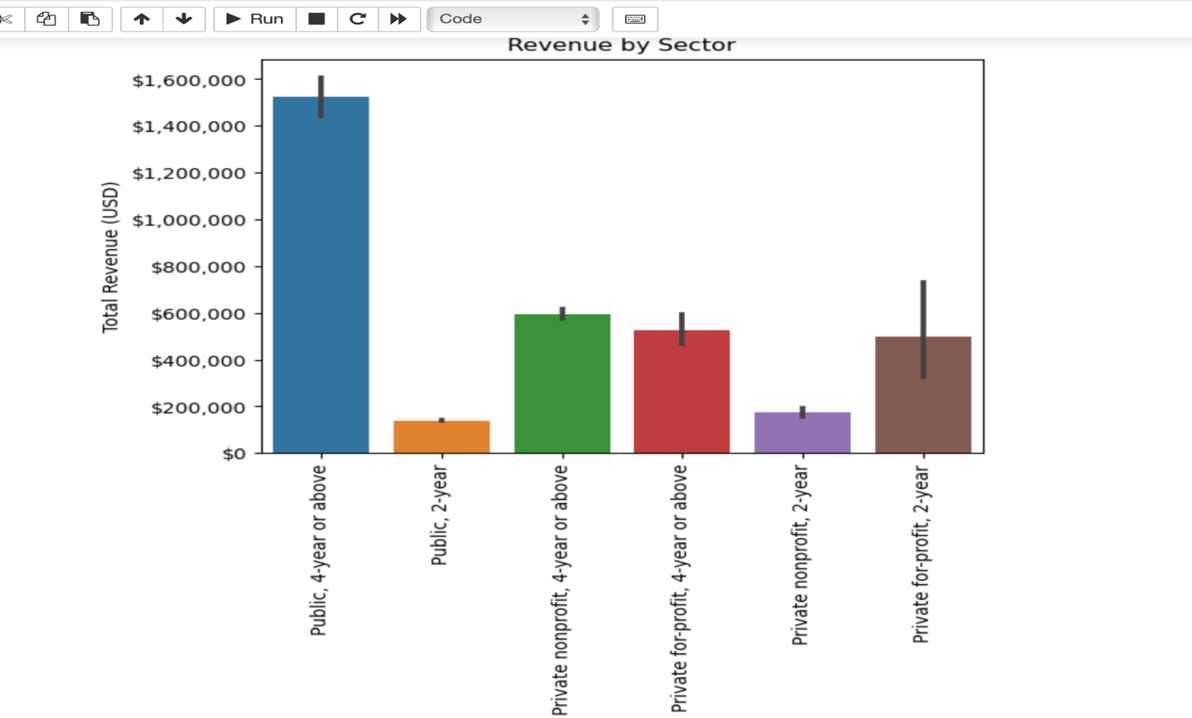 Run
Code
Revenue by Sector
$1,600,000
$1,400,000
$1,200,000
$1,000,000
$800,000
$600,000
$400,000
$200,000
$0
Total Revenue (USD)
Public, 4-year or above
Public, 2-year
Private nonprofit, 4-year or above
Private for-profit, 4-year or above
Private nonprofit, 2-year
Private for-profit, 2-year